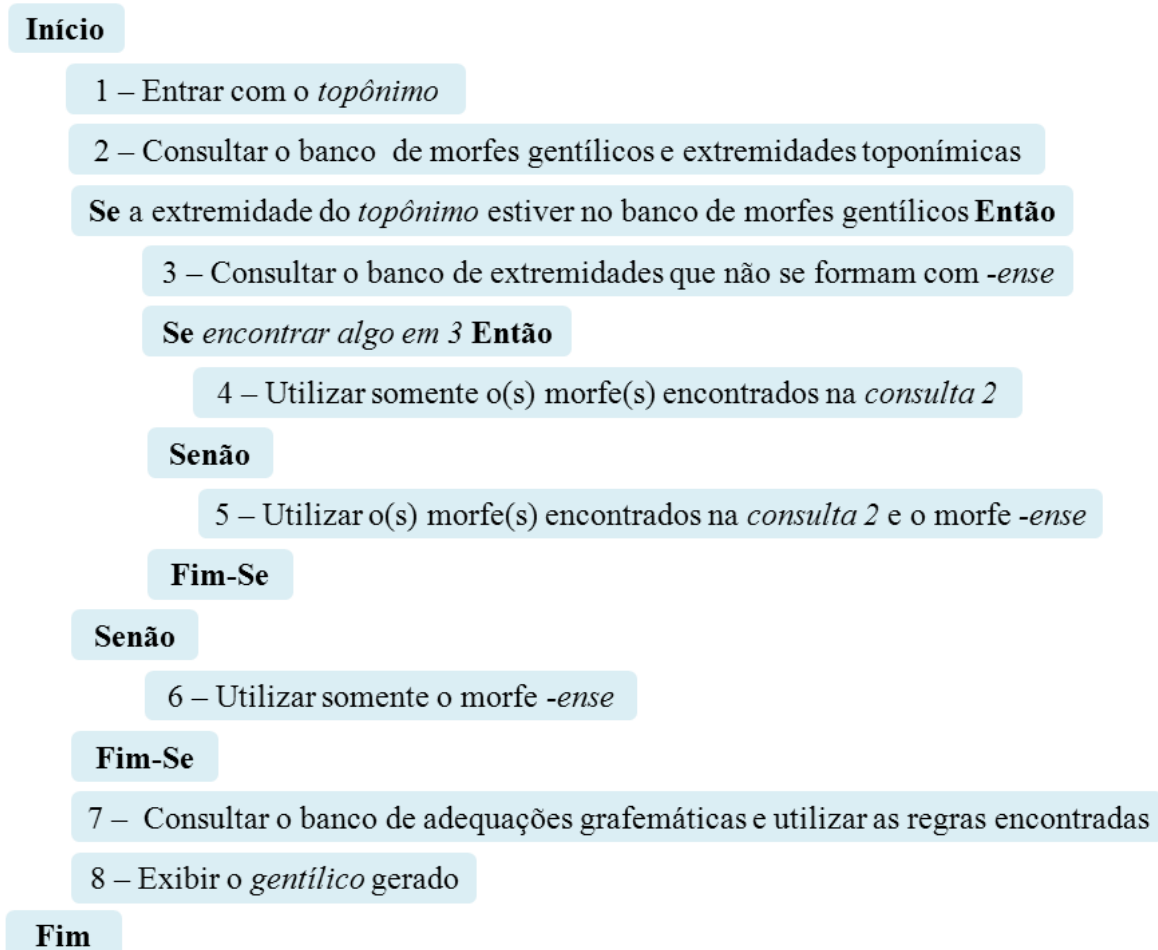 Início
1 – Entrar com o topônimo
2 – Consultar o banco de morfes gentílicos e extremidades toponímicas
Se a extremidade do topônimo estiver no banco de morfes gentílicos Então
3 – Consultar o banco de extremidades que não se formam com -ense
Se encontrar algo em 3 Então
4 – Utilizar somente o(s) morfe(s) encontrados na consulta 2
Senão
5 – Utilizar o(s) morfe(s) encontrados na consulta 2 e o morfe -ense
Fim-Se
Senão
6 – Utilizar somente o morfe -ense
Fim-Se
7 – Consultar o banco de adequações grafemáticas e utilizar as regras encontradas
8 – Exibir o gentílico gerado
Fim